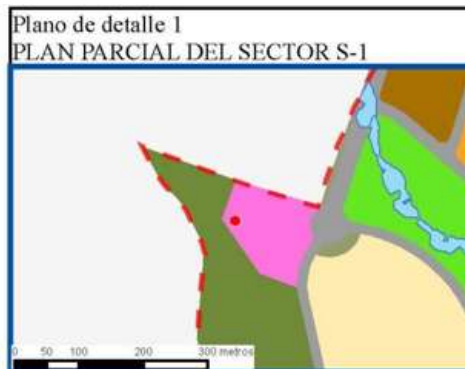 Plano de detalle 1
PLAN PARCIAL DEL SECTOR S-1
0 50 100 200 300 metros